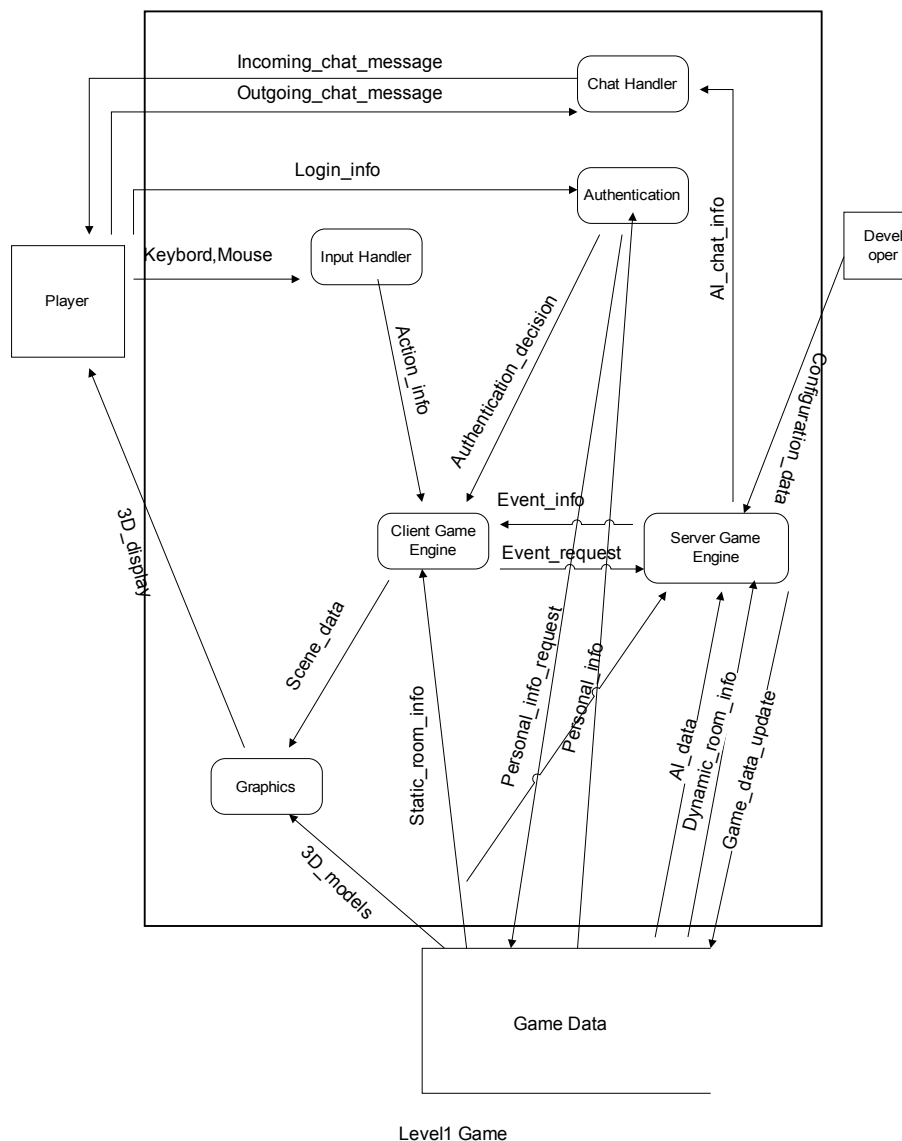 Incoming_chat_message
Chat Handler
Outgoing_chat_message
Login_info
Authentication
AI_chat_info
Devel
oper
Keybord,Mouse
Input Handler
Player
Action_info
Authentication_decision
Configuration_data
Event_info
Client Game
Engine
Server Game
Engine
Event_request
3D_display
Scene_data
Static_room_info
Personal_info_request
Personal_info
AI_data
Dynamic_room_info
Game_data_update
Graphics
3D_models
Game Data
Level1 Game